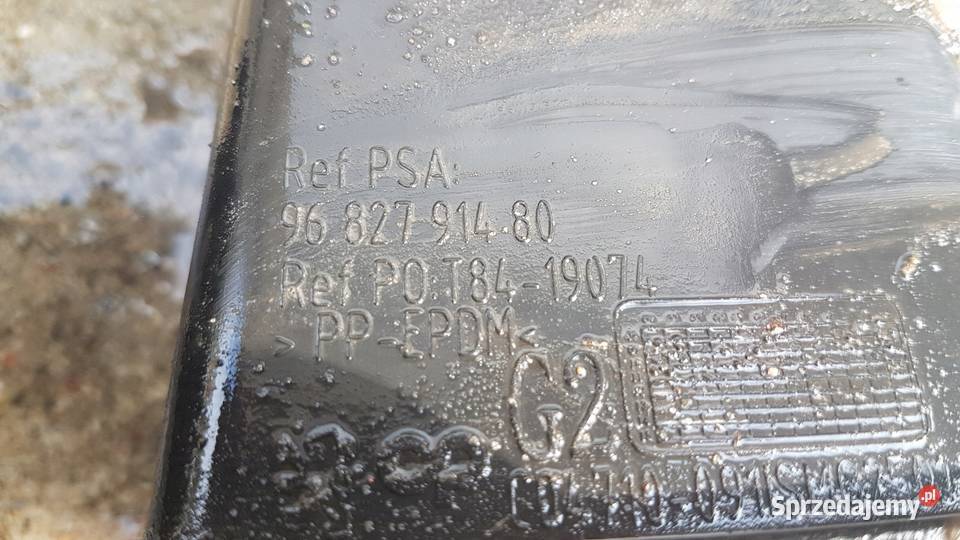 Ref PSA:
96 827 914 80
Ref PO:T84-19074
>PP-EPDM<
G2
Sprzedajemy.pl